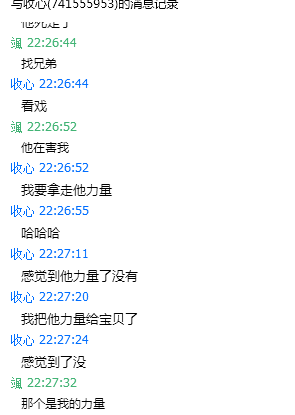 与收心(741555953)的消息记录
他死定了
飒 22:26:44
找兄弟
收心 22:26:44
看戏
飒 22:26:52
他在害我
收心 22:26:52
我要拿走他力量
收心 22:26:55
哈哈哈
收心 22:27:11
感觉到他力量了没有
收心 22:27:20
我把他力量给宝贝了
收心 22:27:24
感觉到了没
飒 22:27:32
那个是我的力量